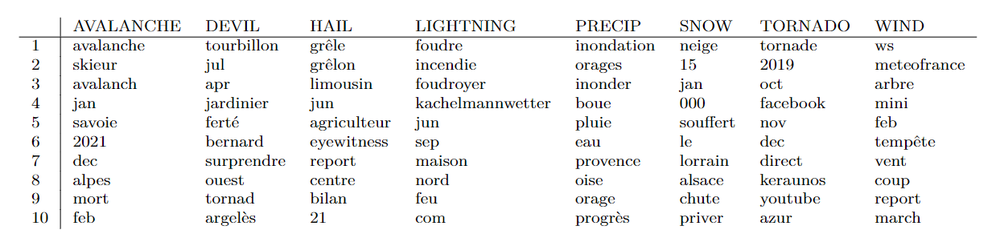 AVALANCHE DEVIL HAIL LIGHTNING PRECIP SNOW TORNADO WIND
1 avalanche tourbillon grêle foudre inondation neige tornade ws
2 skieur jul grêlon incendie orages 15 2019 meteofrance
3 avalanch apr limousin foudroyer inonder jan oct arbre
4 jan jardinier jun kachelmannwetter boue 000 facebook mini
5 savoie ferté agriculteur jun pluie souffert nov feb
6 2021 bernard eyewitness sep eau le dec tempête
7 dec surprendre report maison provence lorrain direct vent
8 alpes ouest centre nord oise alsace keraunos coup
9 mort tornad bilan feu orage chute youtube report
10 feb argelès 21 com progrès priver azur march